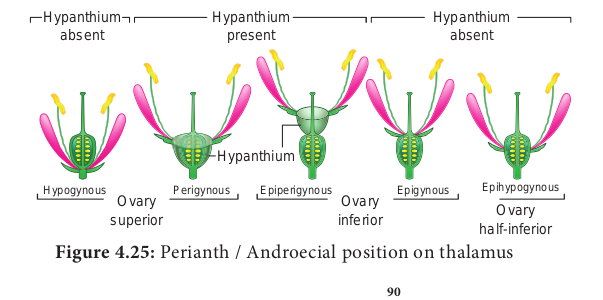 Hypanthium
absent
Hypanthium
present
Hypanthium
absent
Hypanthium
Hypogynous
Perigynous
Epiperigynous
Epigynous
Epihypogynous
Ovary
superior
Ovary
inferior
Ovary
half-inferior
Figure 4.25: Perianth / Androecial position on thalamus
90